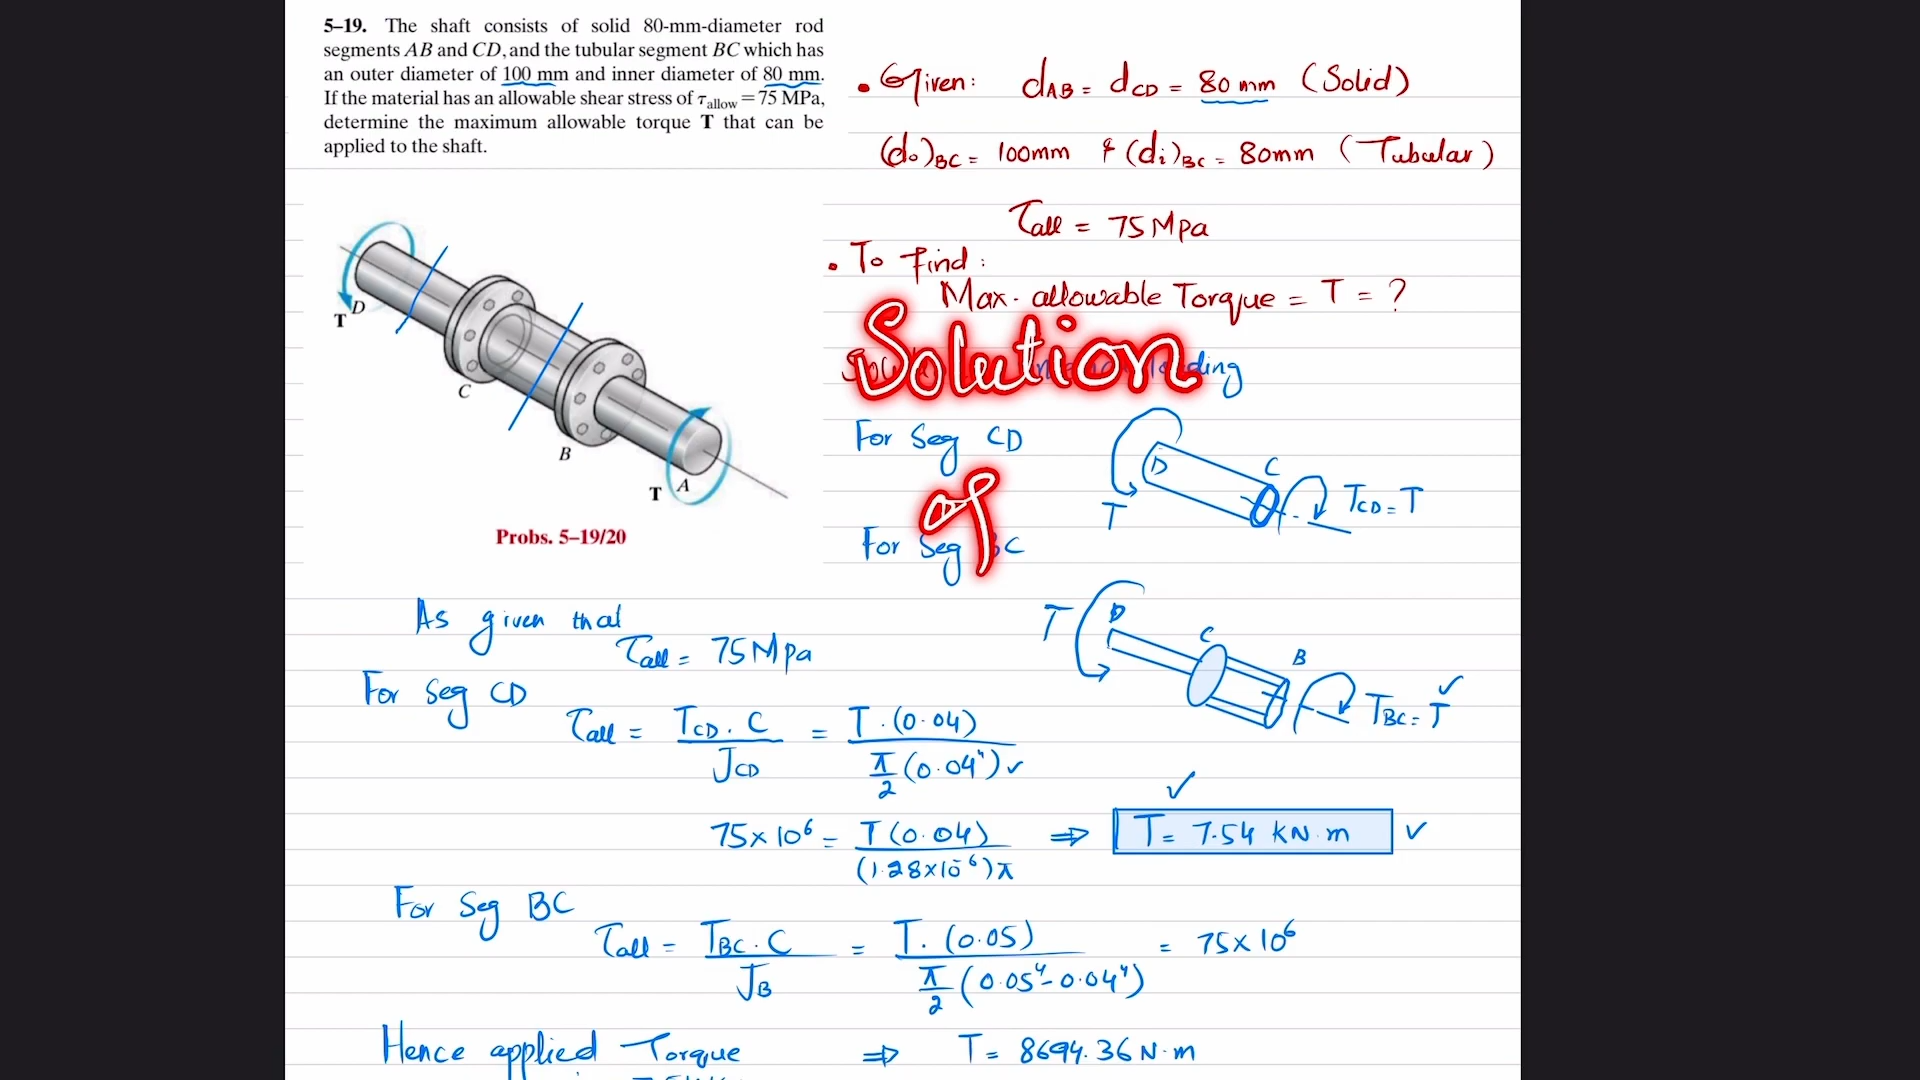 5–19. The shaft consists of solid 80-mm-diameter rod
segments AB and CD, and the tubular segment BC which has
an outer diameter of 100 mm and inner diameter of 80 mm.
If the material has an allowable shear stress of τallow = 75 MPa,
determine the maximum allowable torque T that can be
applied to the shaft.
D
T
C
B
T A
Probs. 5–19/20
• Given: dAB = dCD = 80 mm (Solid)
(do)BC = 100mm & (di)BC = 80mm (Tubular)
τall = 75 Mpa
• To find:
Max. allowable Torque = T = ?
Solution
of
For Seg CD
D C
T
TCD = T
For Seg BC
T D C B
TBC = T ✓
As given that
τall = 75 Mpa
For Seg CD
τall = TCD . C / JCD = T . (0.04) / π/2 (0.04⁴) ✓
75×10⁶ = T (0.04) / (1.28×10⁻⁶)π ⇒ T = 7.54 KN.m ✓
✓
For Seg BC
τall = TBC . C / JB = T . (0.05) / π/2 (0.05⁴-0.04⁴) = 75×10⁶
Hence applied Torque ⇒ T = 8694.36 N.m